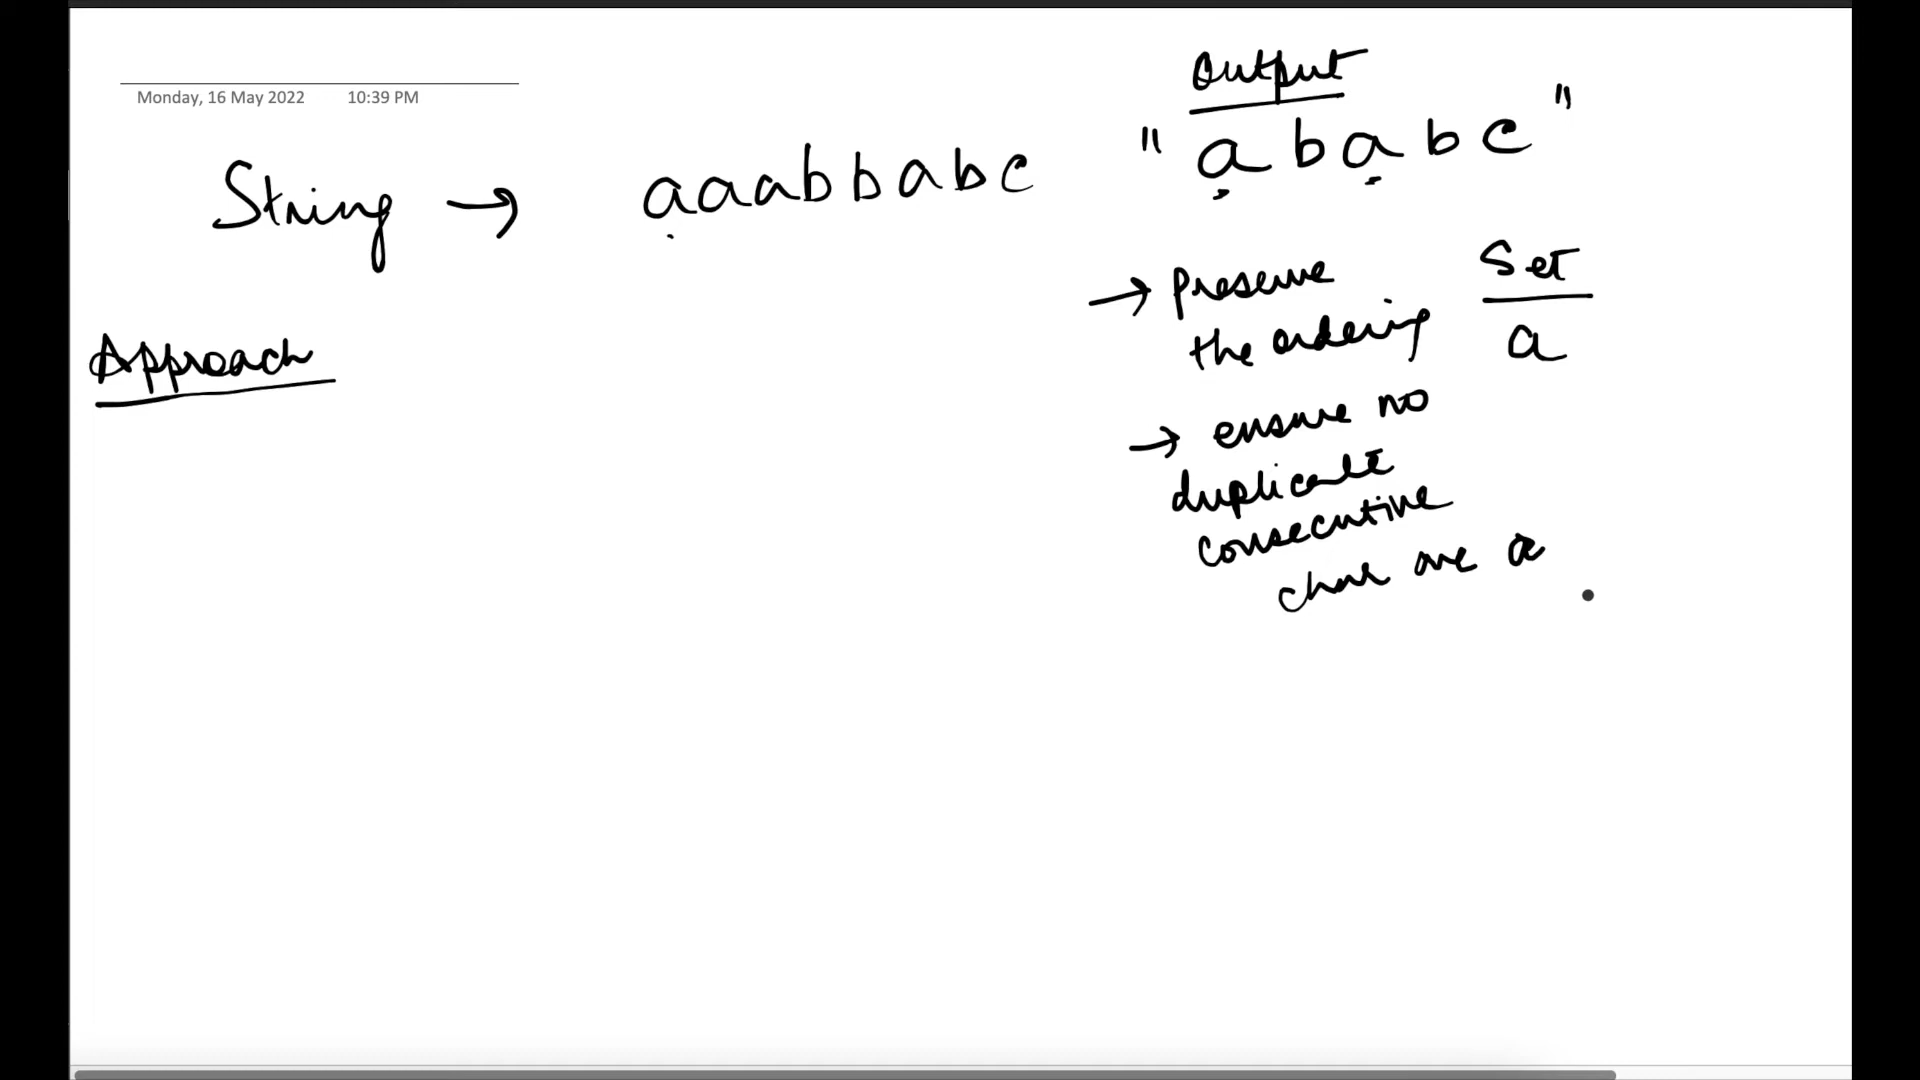 Monday, 16 May 2022 10:39 PM
Output
String → aaabbabc "ababc"
→ Preserve
the ordering
Set
a
Approach
→ ensure no
duplicate
consecutive
char are a